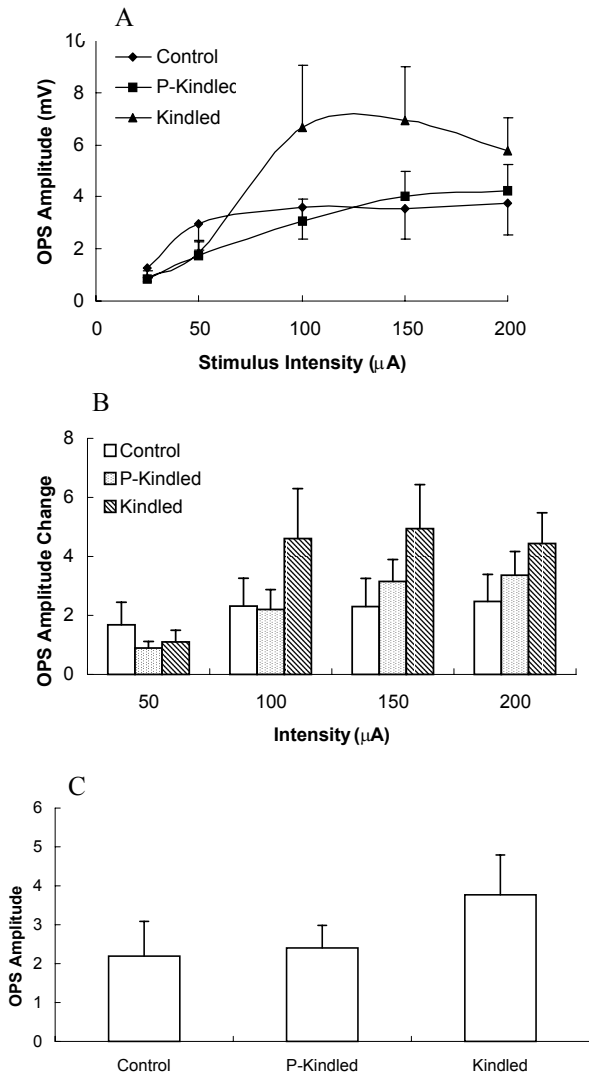 A
OPS Amplitude (mV)
10
8
6
4
2
0
Control
P-Kindled
Kindled
0 50 100 150 200
Stimulus Intensity (μA)
B
OPS Amplitude Change
8
6
4
2
0
Control
P-Kindled
Kindled
50 100 150 200
Intensity (μA)
C
OPS Amplitude
6
5
4
3
2
1
0
Control P-Kindled Kindled